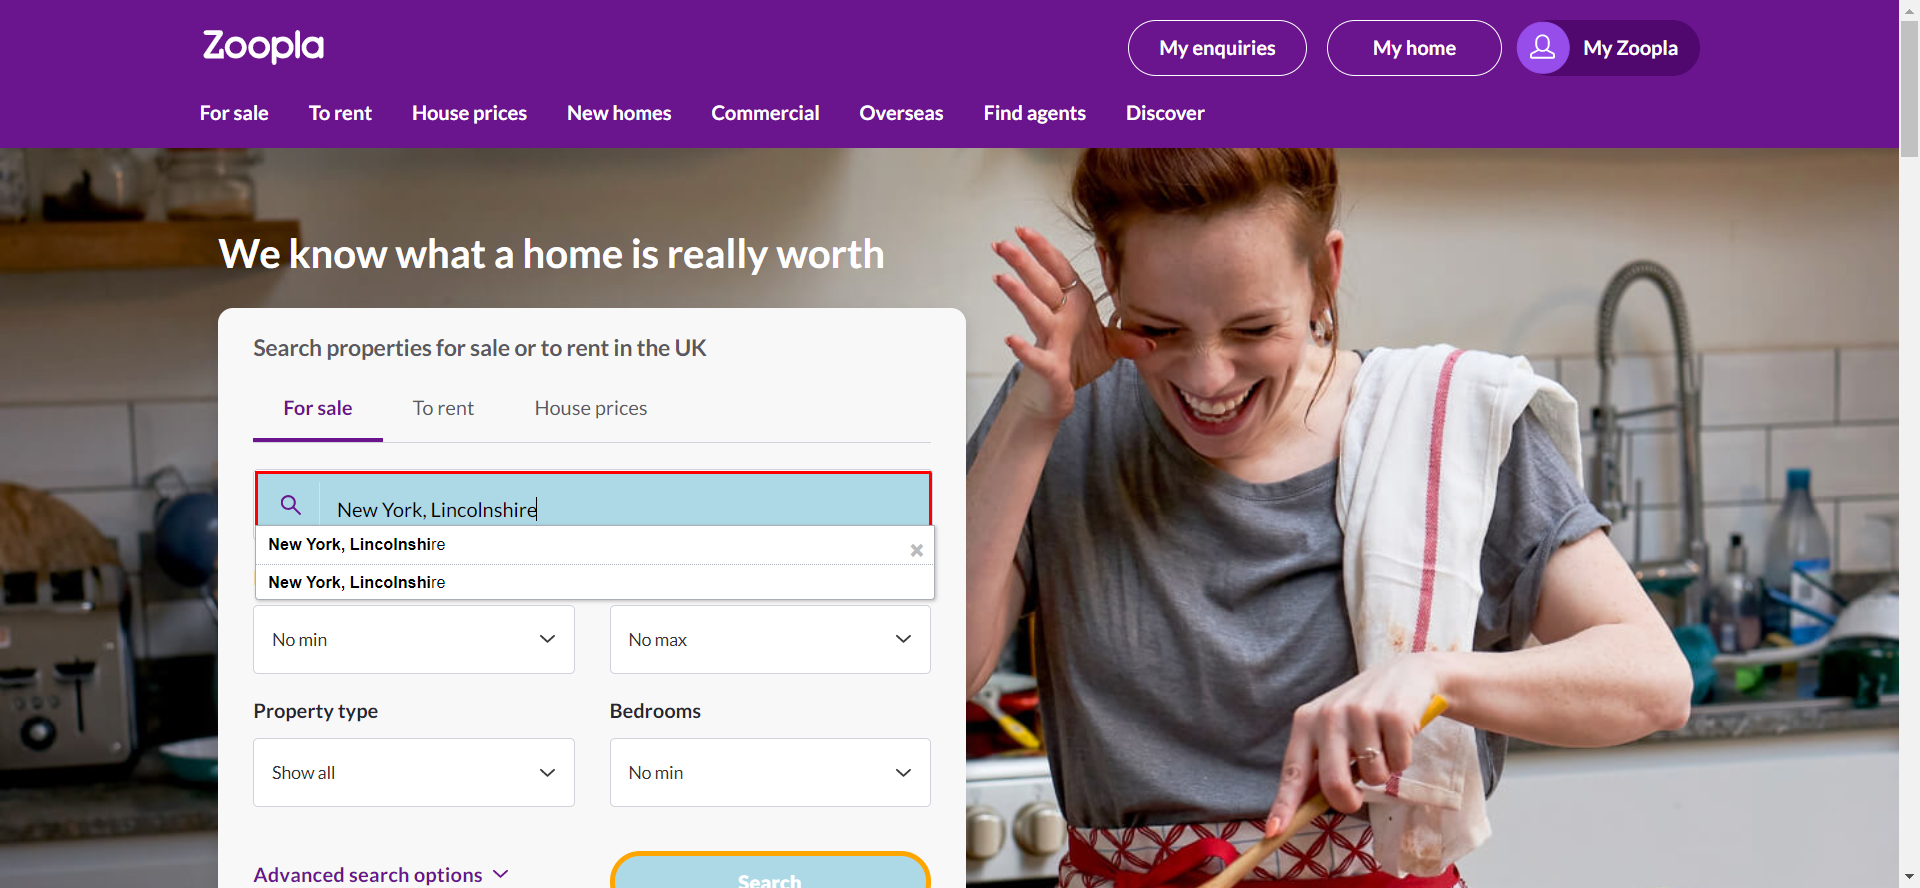 Zoopla
My enquiries
My home
My Zoopla
For sale
To rent
House prices
New homes
Commercial
Overseas
Find agents
Discover
We know what a home is really worth
Search properties for sale or to rent in the UK
For sale
To rent
House prices
New York, Lincolnshire
New York, Lincolnshire
New York, Lincolnshire
No min
No max
Property type
Bedrooms
Show all
No min
Advanced search options
Search